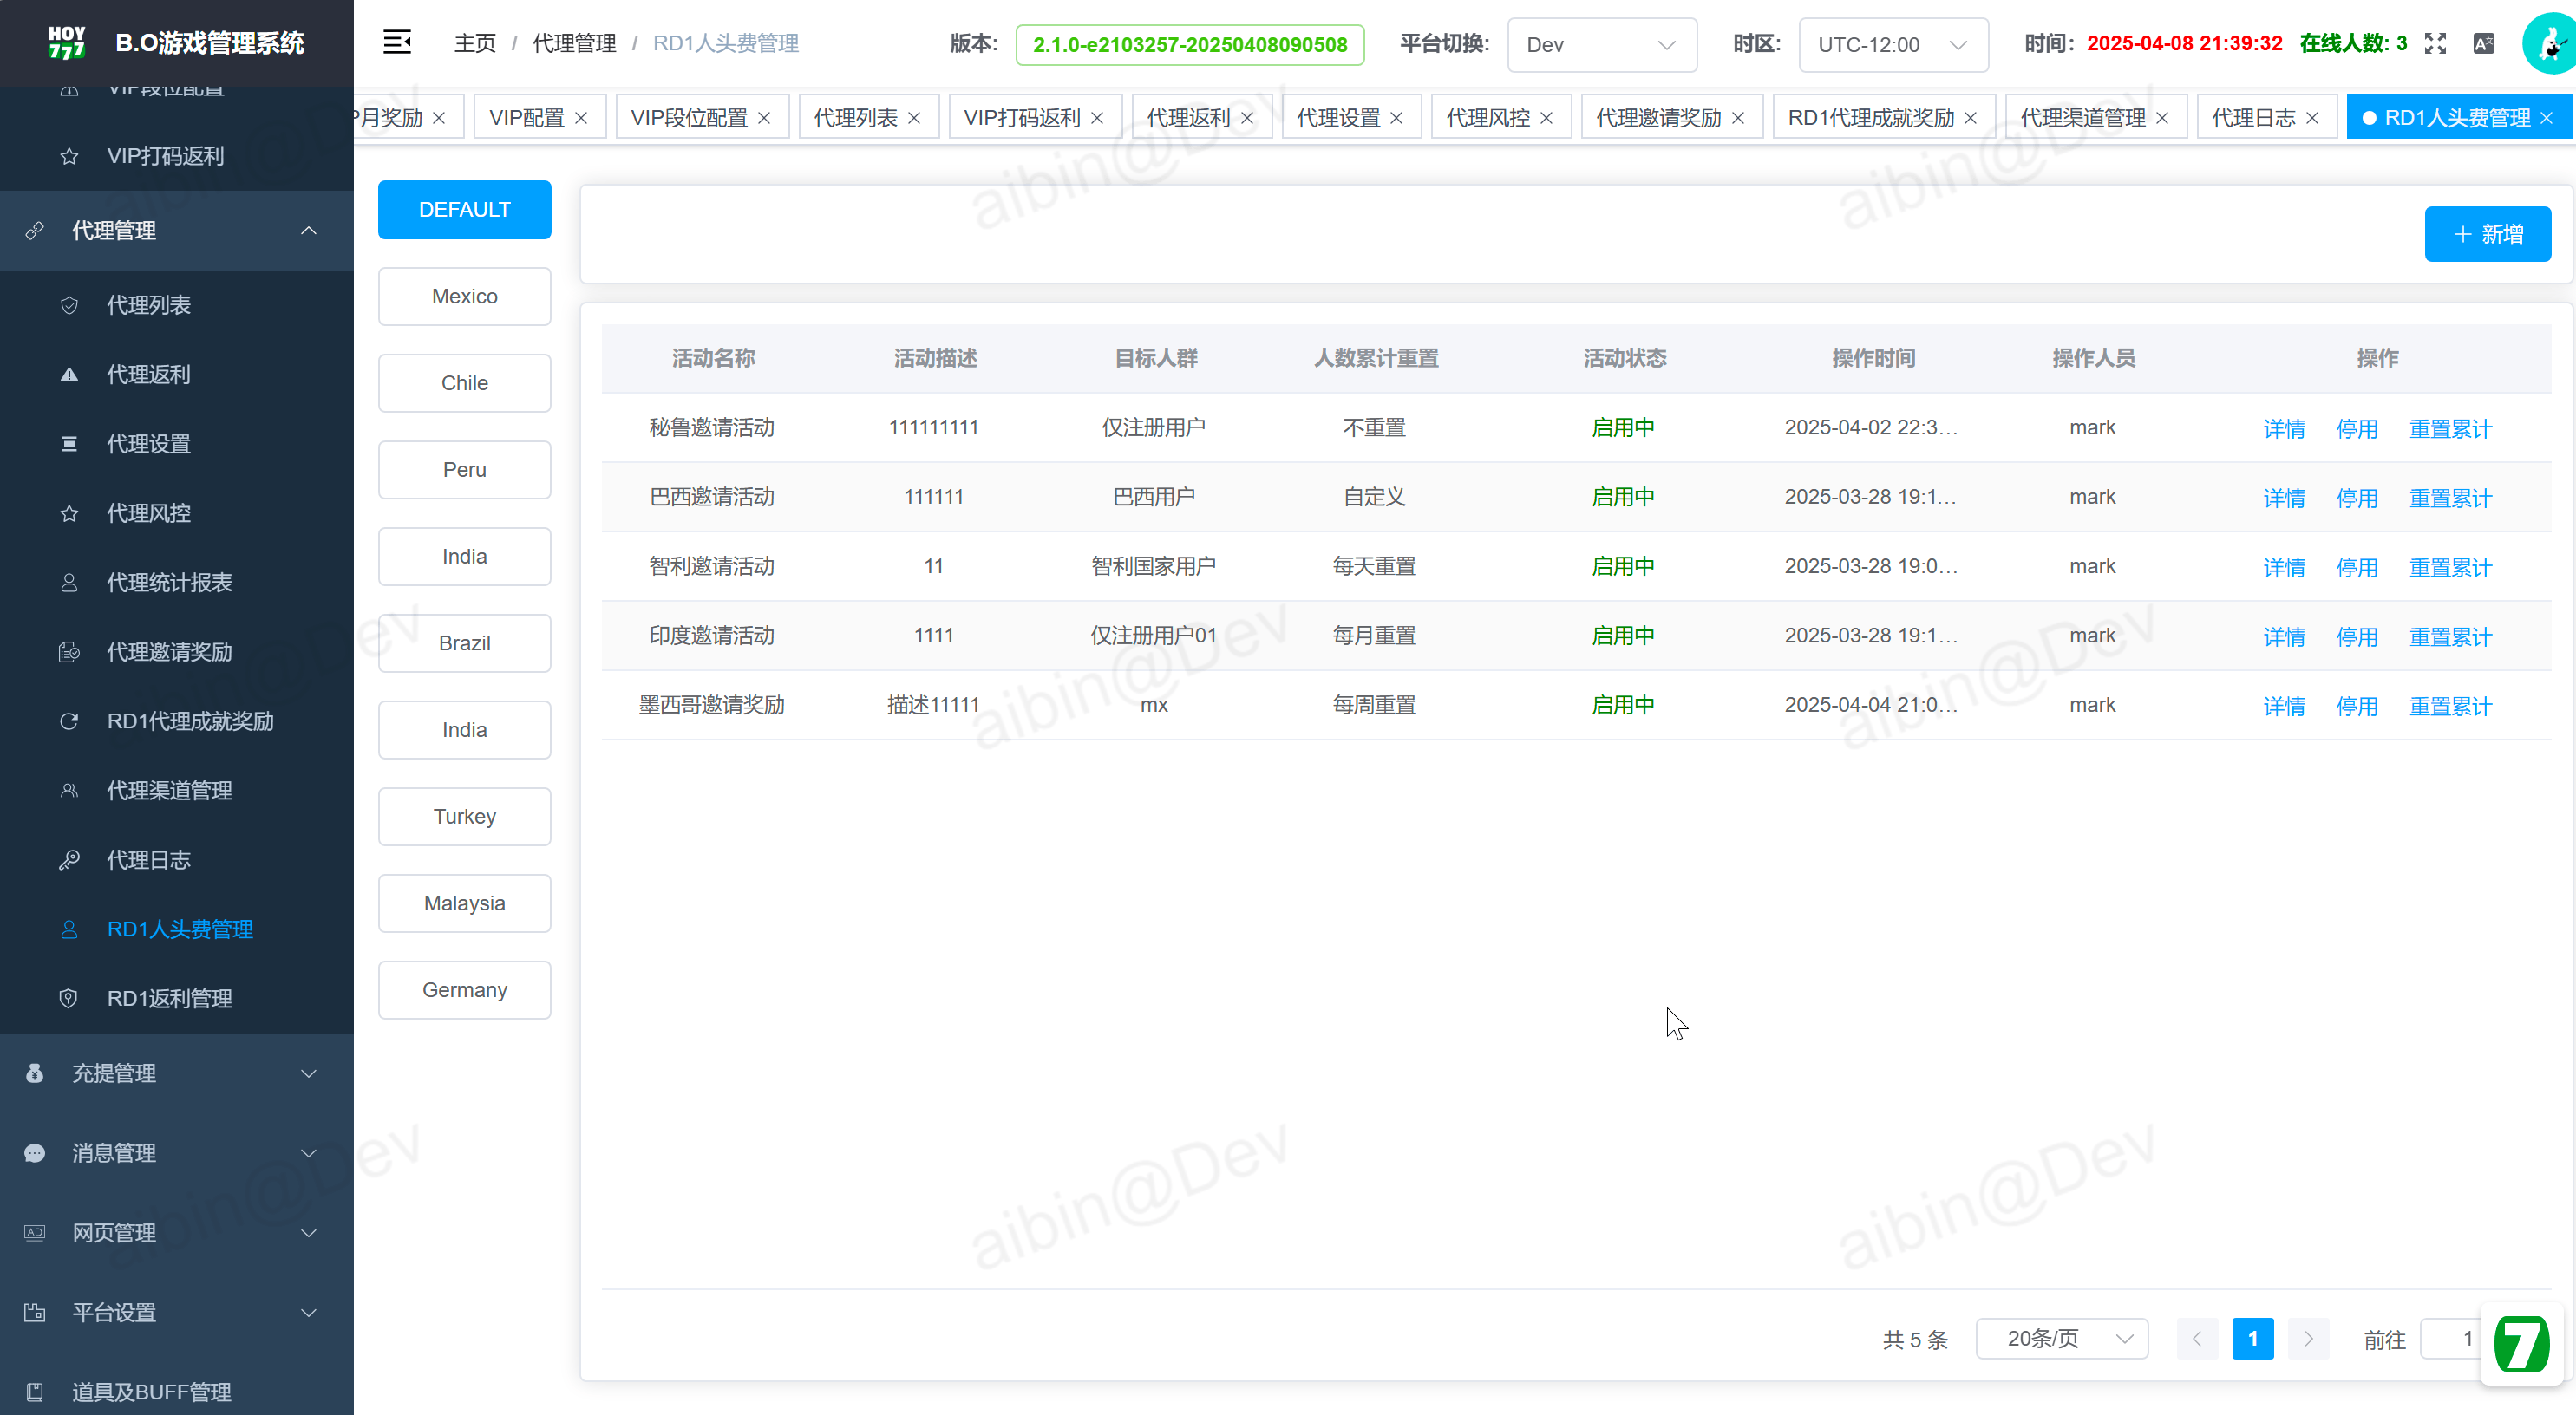 HOY
777
B.O游戏管理系统
主页 / 代理管理 / RD1人头费管理
版本: 2.1.0-e2103257-20250408090508
平台切换: Dev
时区: UTC-12:00
时间: 2025-04-08 21:39:32 在线人数: 3
P月奖励 VIP配置 VIP段位配置 代理列表 VIP打码返利 代理返利 代理设置 代理风控 代理邀请奖励 RD1代理成就奖励 代理渠道管理 代理日志 RD1人头费管理
VIP段位配置
VIP打码返利
代理管理
代理列表
代理返利
代理设置
代理风控
代理统计报表
代理邀请奖励
RD1代理成就奖励
代理渠道管理
代理日志
RD1人头费管理
RD1返利管理
充提管理
消息管理
网页管理
平台设置
道具及BUFF管理
DEFAULT
Mexico
Chile
Peru
India
Brazil
India
Turkey
Malaysia
Germany
新增
活动名称 活动描述 目标人群 人数累计重置 活动状态 操作时间 操作人员 操作
秘鲁邀请活动 111111111 仅注册用户 不重置 启用中 2025-04-02 22:3... mark 详情 停用 重置累计
巴西邀请活动 111111 巴西用户 自定义 启用中 2025-03-28 19:1... mark 详情 停用 重置累计
智利邀请活动 11 智利国家用户 每天重置 启用中 2025-03-28 19:0... mark 详情 停用 重置累计
印度邀请活动 1111 仅注册用户01 每月重置 启用中 2025-03-28 19:1... mark 详情 停用 重置累计
墨西哥邀请奖励 描述11111 mx 每周重置 启用中 2025-04-04 21:0... mark 详情 停用 重置累计
共 5 条 20条/页 1 前往 1
7
aibin@Dev
aibin@Dev
aibin@Dev
aibin@Dev
aibin@Dev
aibin@Dev
aibin@Dev
aibin@Dev
aibin@Dev